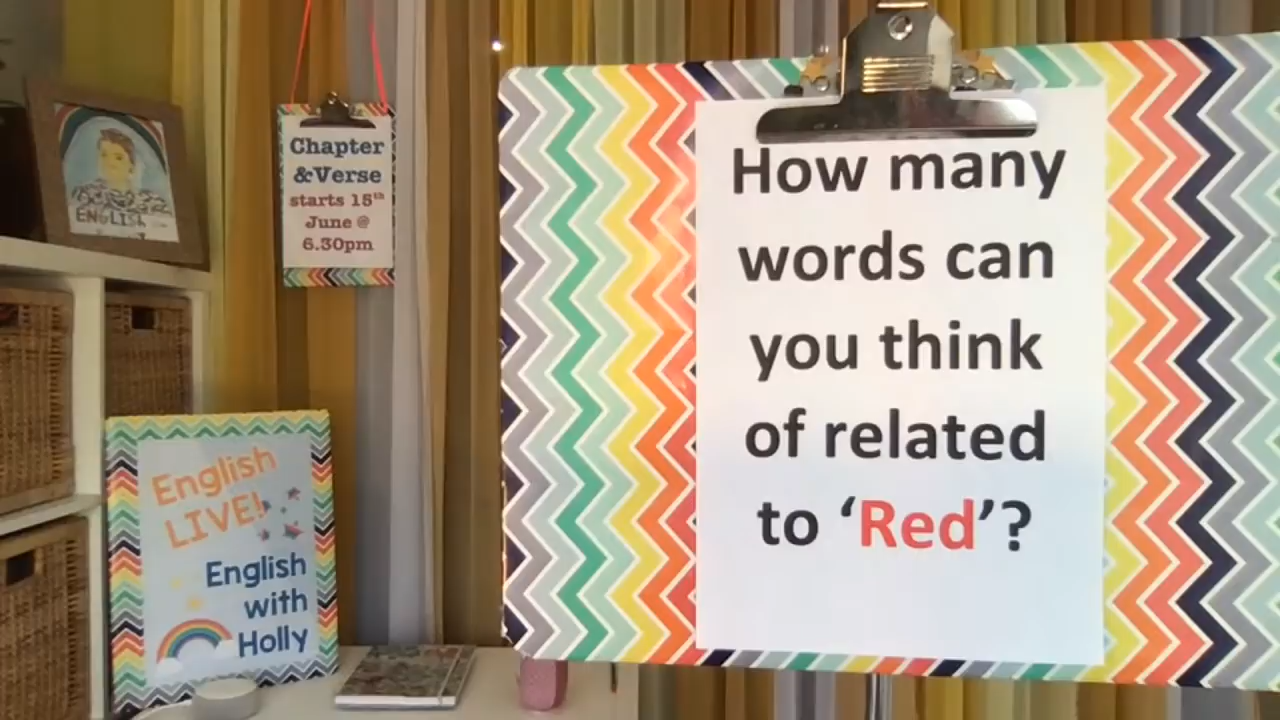 How many
words can
you think
of related
to ‘Red’?
Chapter
&Verse
starts 15th
June @
6.30pm
ENGLISH
English
LIVE!
English
with
Holly